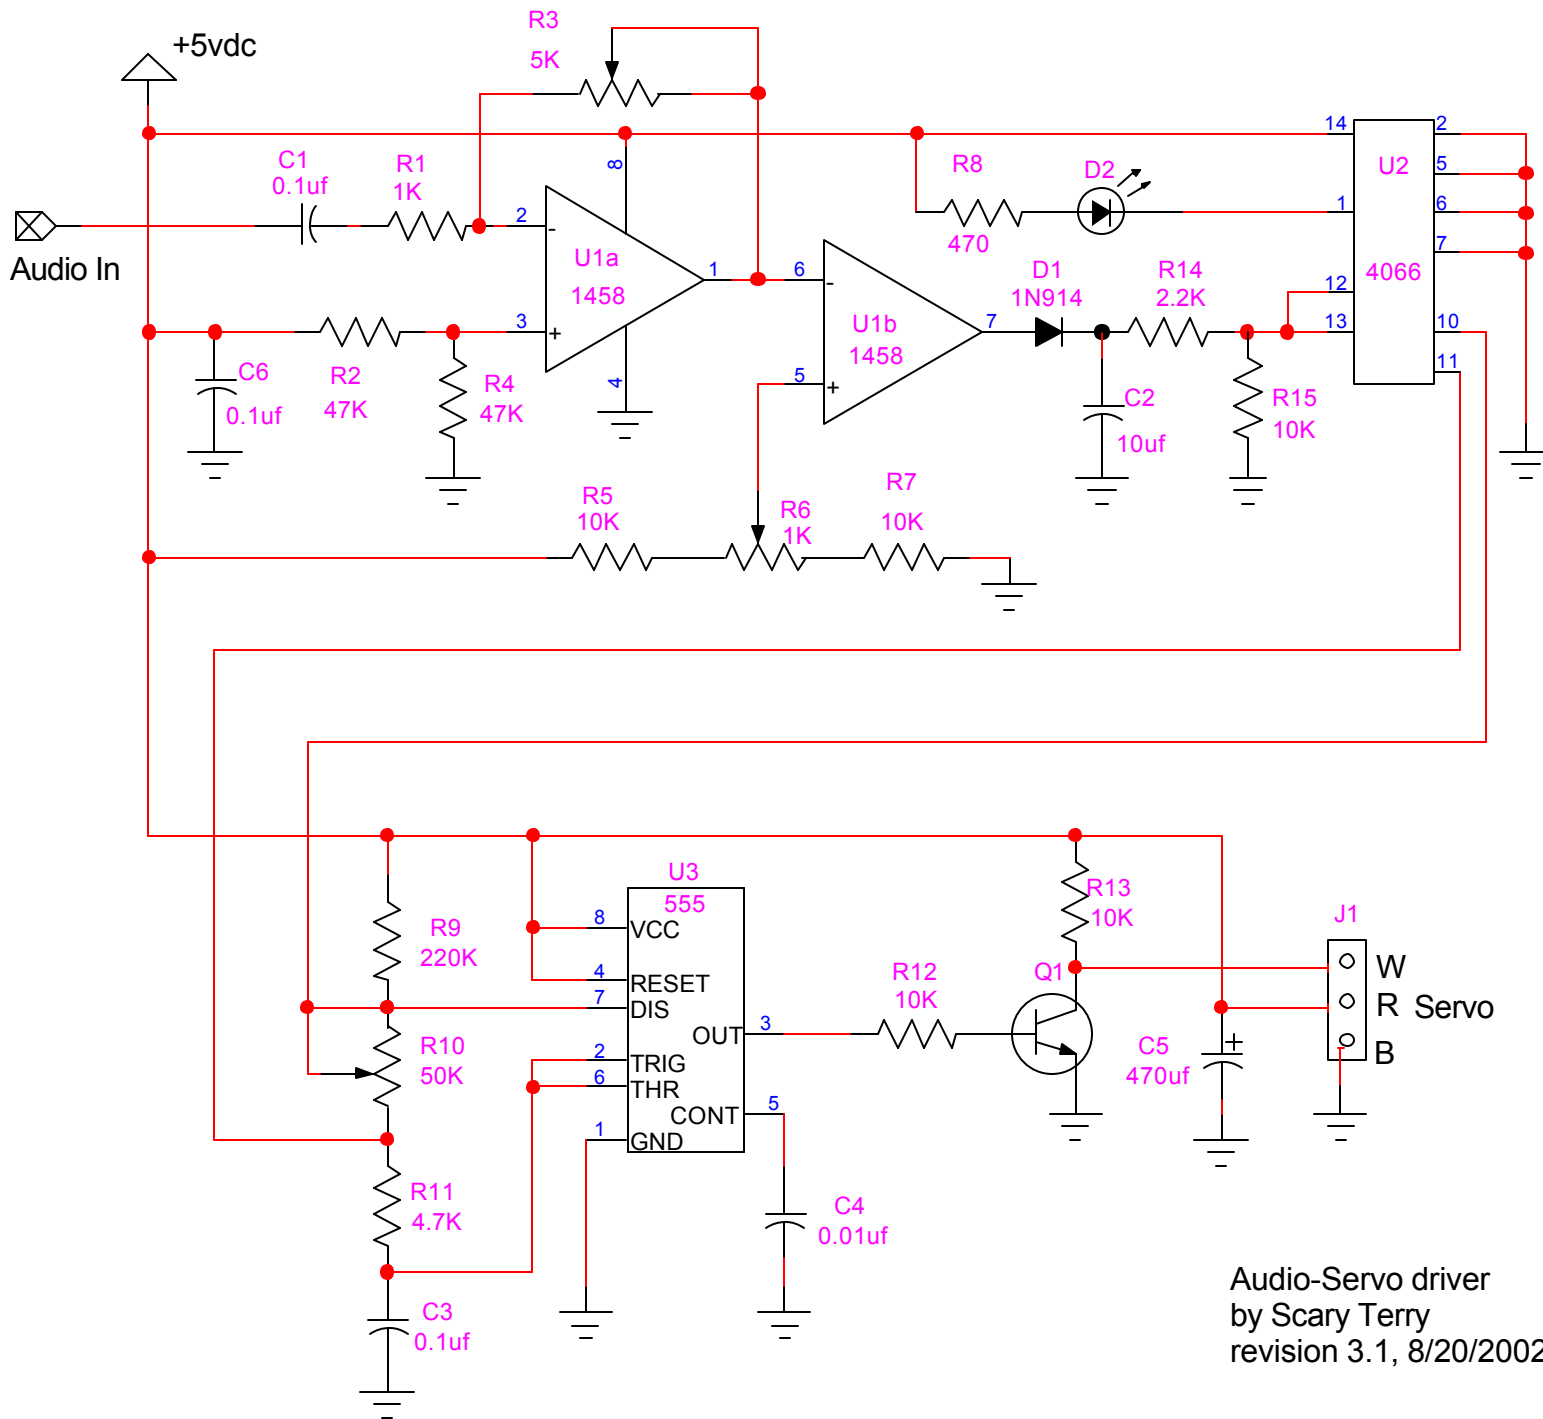 R3
5K
+5vdc
C1
0.1uf
R1
1K
8
2
-
U1a
1458
1
3
+
4
Audio In
C6
0.1uf
R2
47K
R4
47K
6
-
U1b
1458
7
5
+
R8
470
D2
D1
1N914
R14
2.2K
C2
10uf
R15
10K
14
1
12
13
U2
4066
2
5
6
7
10
11
R5
10K
R6
1K
R7
10K
R9
220K
R10
50K
R11
4.7K
C3
0.1uf
U3
555
8
VCC
4
RESET
7
DIS
OUT
3
2
TRIG
6
THR
CONT
5
1
GND
C4
0.01uf
R12
10K
Q1
R13
10K
C5
470uf
+
J1
W
R Servo
B
Audio-Servo driver
by Scary Terry
revision 3.1, 8/20/2002